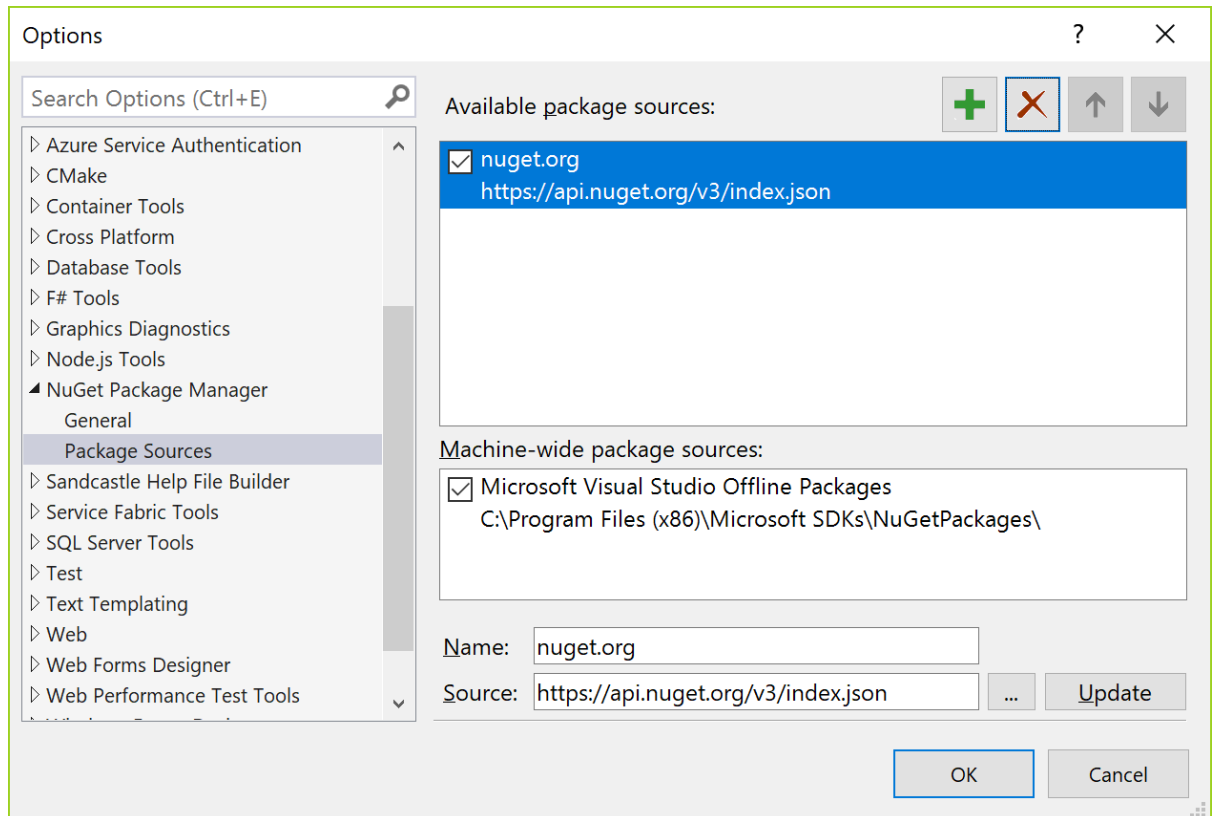 Options
?
Search Options (Ctrl+E)
Azure Service Authentication
CMake
Container Tools
Cross Platform
Database Tools
F# Tools
Graphics Diagnostics
Node.js Tools
NuGet Package Manager
General
Package Sources
Sandcastle Help File Builder
Service Fabric Tools
SQL Server Tools
Test
Text Templating
Web
Web Forms Designer
Web Performance Test Tools
Available package sources:
nuget.org
https://api.nuget.org/v3/index.json
Machine-wide package sources:
Microsoft Visual Studio Offline Packages
C:\Program Files (x86)\Microsoft SDKs\NuGetPackages\
Name: nuget.org
Source: https://api.nuget.org/v3/index.json ... Update
OK Cancel